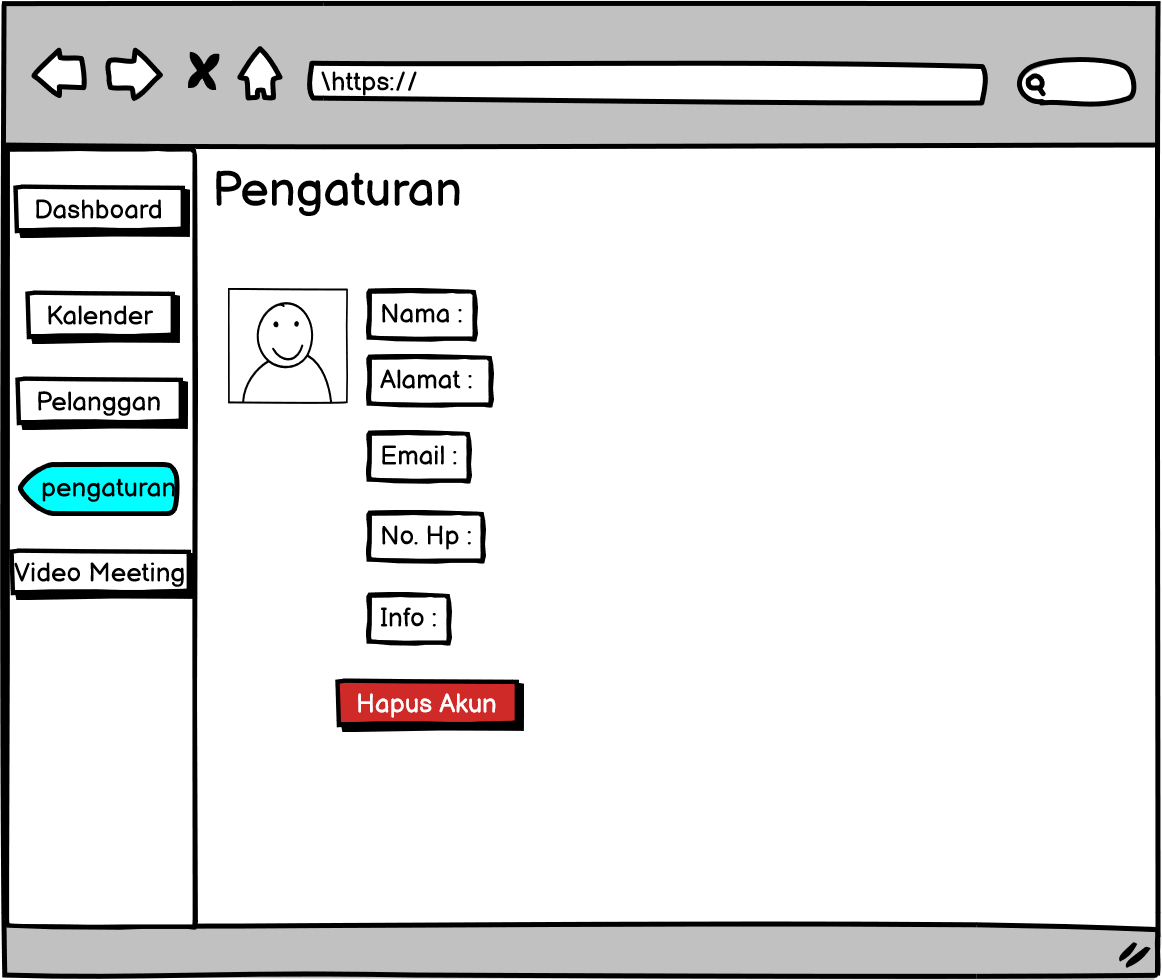 \https://
Pengaturan
Dashboard
Kalender
Pelanggan
pengaturan
Video Meeting
Nama :
Alamat :
Email :
No. Hp :
Info :
Hapus Akun